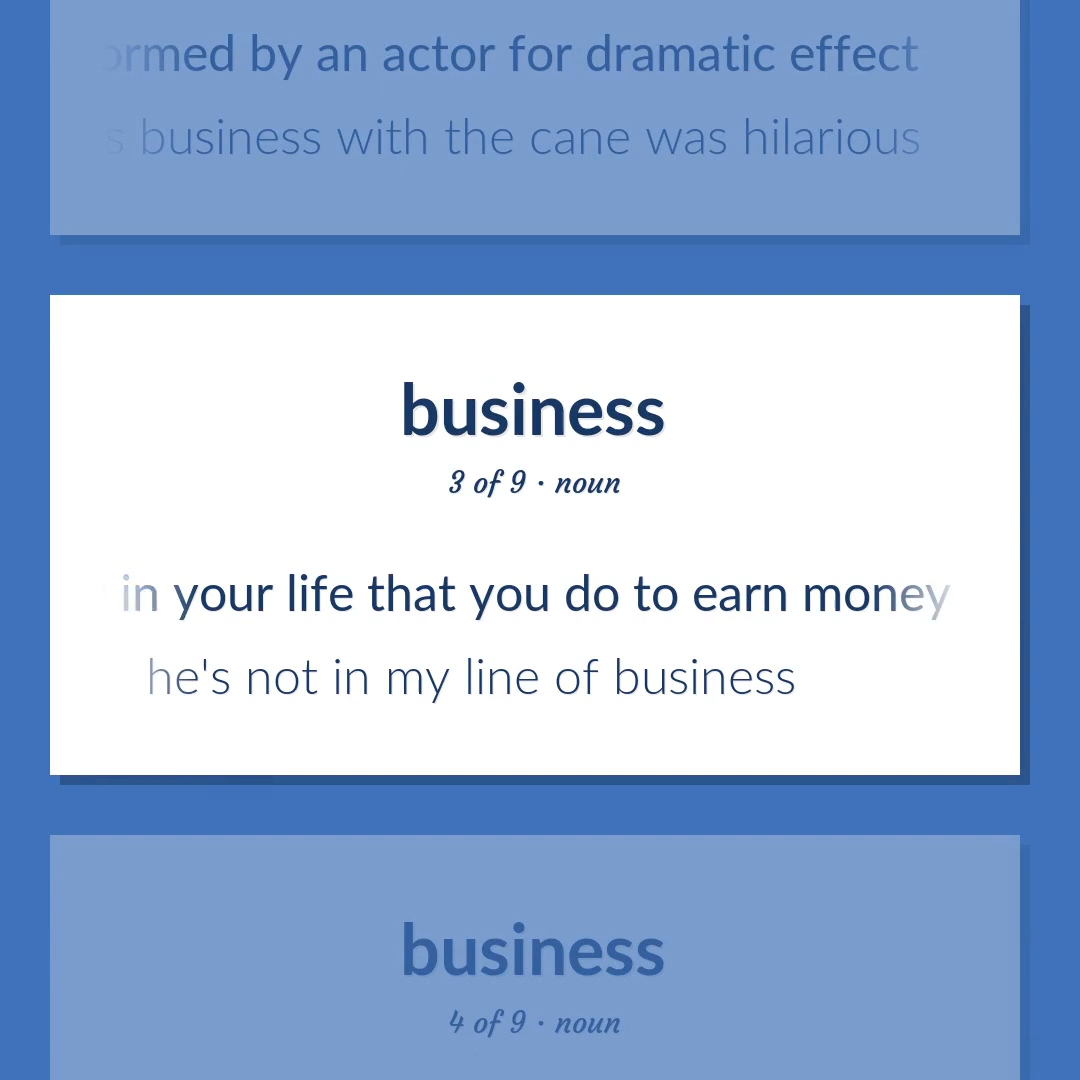 ormed by an actor for dramatic effect
s business with the cane was hilarious
business
3 of 9 · noun
in your life that you do to earn money
he's not in my line of business
business
4 of 9 · noun